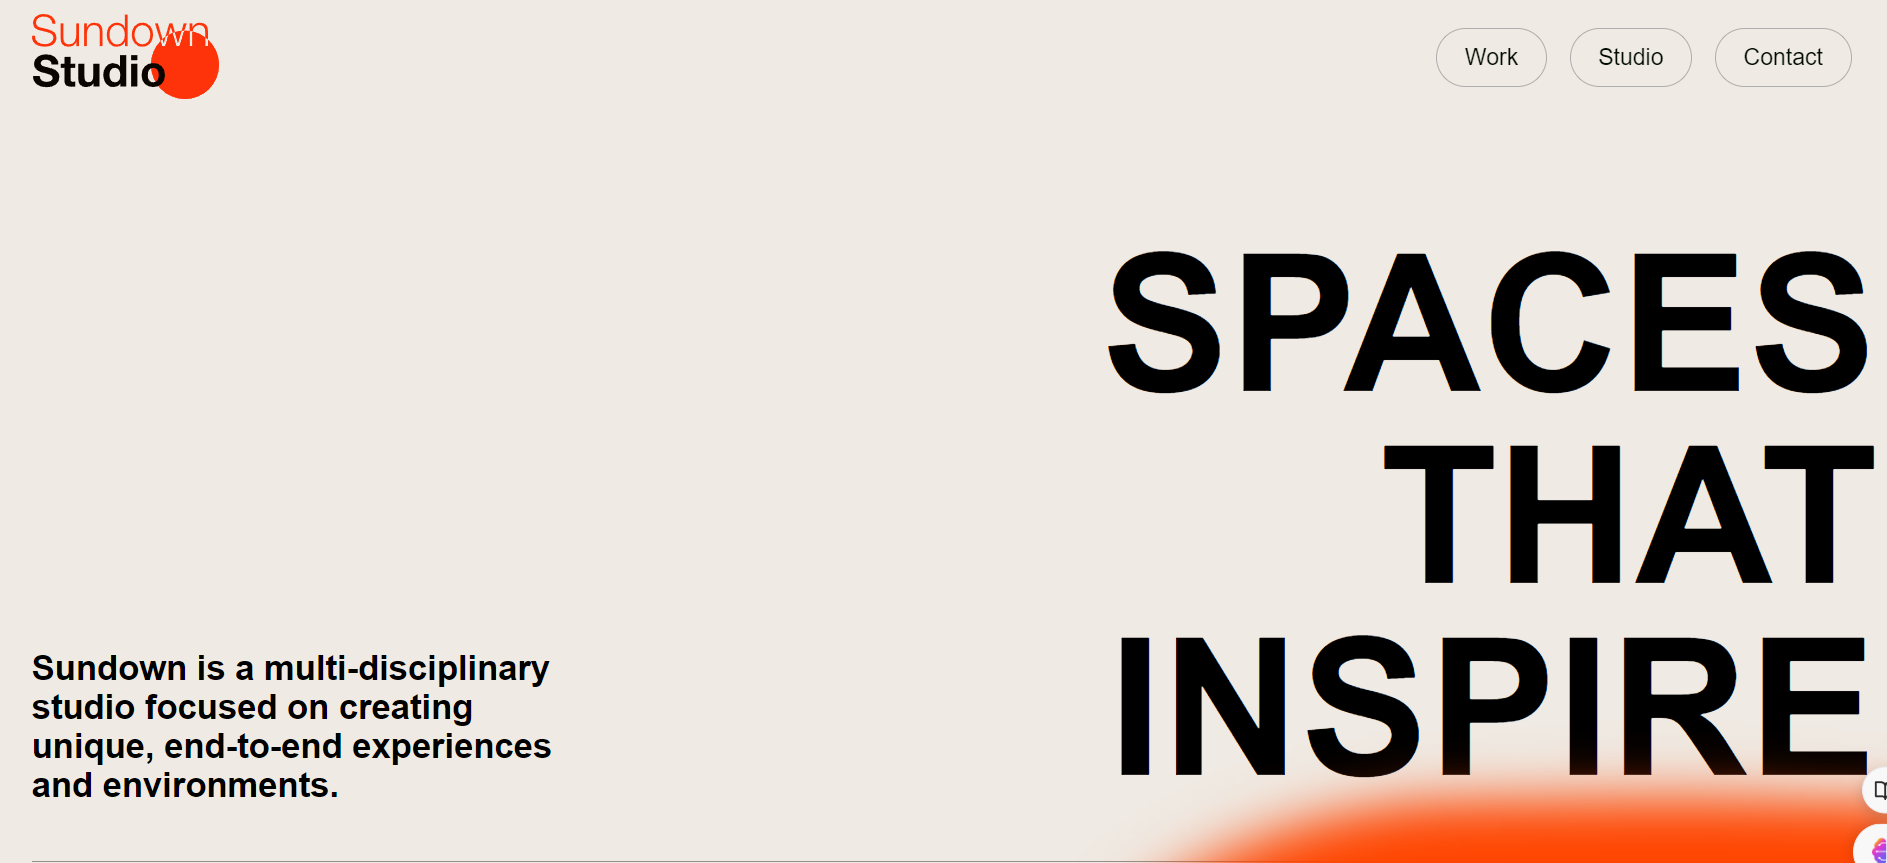 Sundown
Studio
Work
Studio
Contact
SPACES
THAT
INSPIRE
Sundown is a multi-disciplinary
studio focused on creating
unique, end-to-end experiences
and environments.